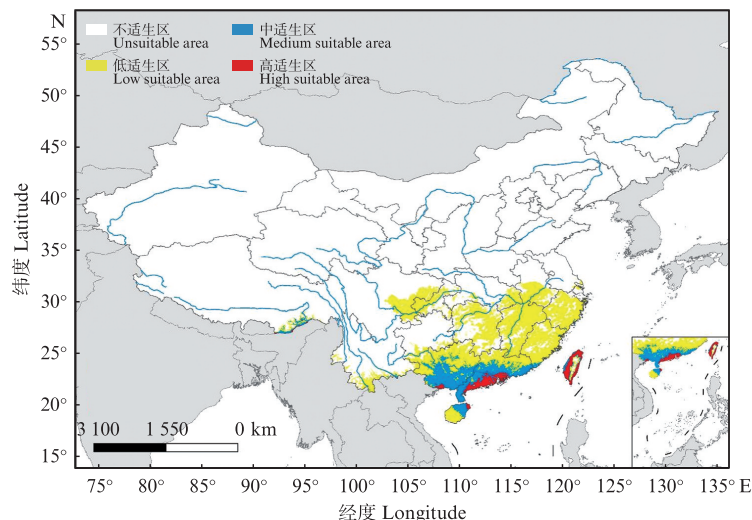 N
不适生区
Unsuitable area
中适生区
Medium suitable area
低适生区
Low suitable area
高适生区
High suitable area
55°
50°
45°
40°
35°
30°
25°
20°
15°
纬度 Latitude
3 100 1 550 0 km
75° 80° 85° 90° 95° 100° 105° 110° 115° 120° 125° 130° 135° E
经度 Longitude